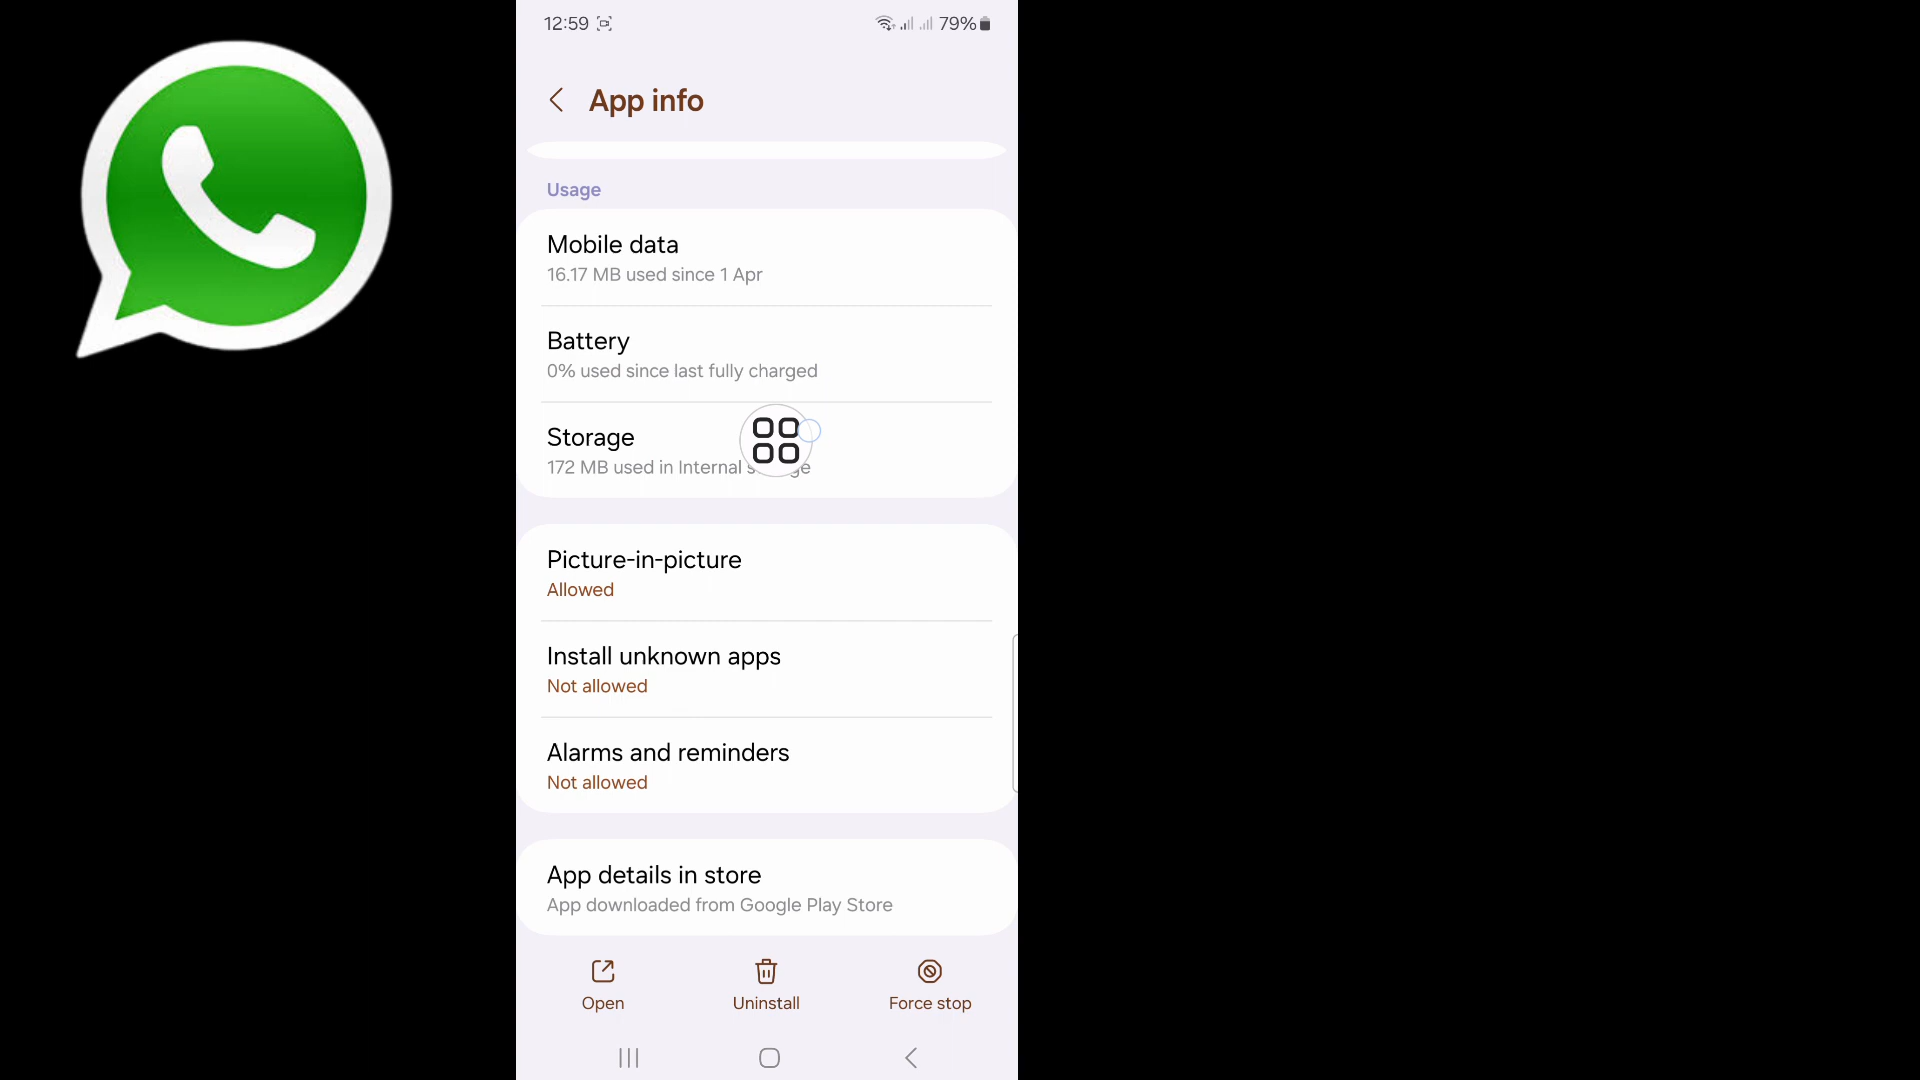 12:59 79%
App info
Usage
Mobile data
16.17 MB used since 1 Apr
Battery
0% used since last fully charged
Storage
172 MB used in Internal
Picture-in-picture
Allowed
Install unknown apps
Not allowed
Alarms and reminders
Not allowed
App details in store
App downloaded from Google Play Store
Open Uninstall Force stop